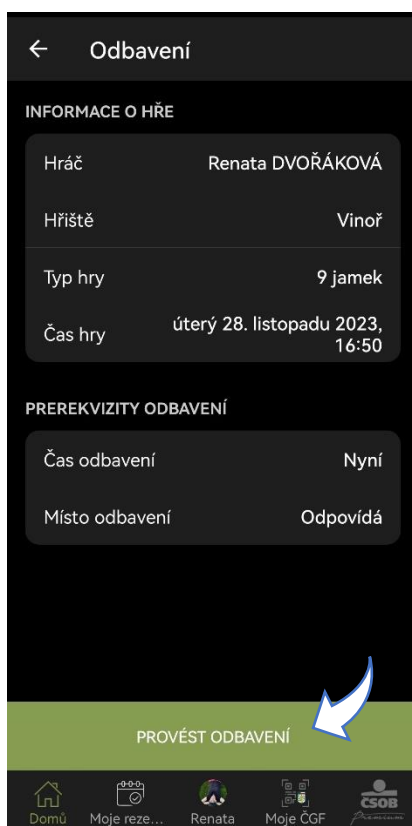 Odbavení
INFORMACE O HŘE
Hráč Renata DVOŘÁKOVÁ
Hřiště Vinoř
Typ hry 9 jamek
Čas hry úterý 28. listopadu 2023,
16:50
PREREKVIZITY ODBAVENÍ
Čas odbavení Nyní
Místo odbavení Odpovídá
PROVÉST ODBAVENÍ
Domů Moje reze... Renata Moje ČGF ČSOB
Premium